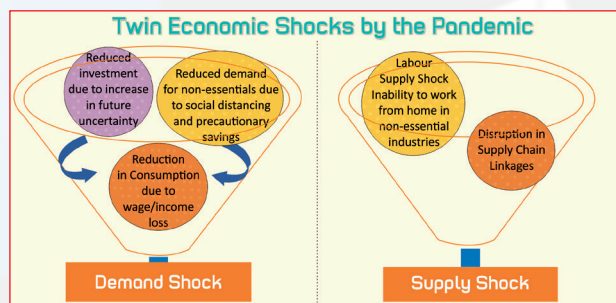 Twin Economic Shocks by the Pandemic
Reduced
investment
due to increase
in future
uncertainty
Reduced demand
for non-essentials due
to social distancing
and precautionary
savings
Reduction
in Consumption
due to
wage/income
loss
Demand Shock
Labour
Supply Shock
Inability to work
from home in
non-essential
industries
Disruption in
Supply Chain
Linkages
Supply Shock